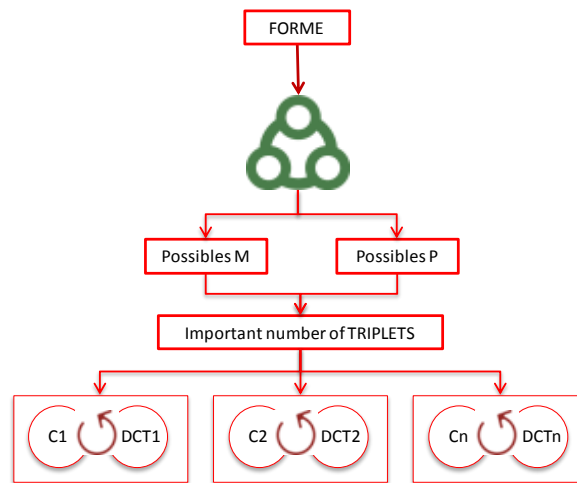 FORME
Possibles M
Possibles P
Important number of TRIPLETS
C1
DCT1
C2
DCT2
Cn
DCTn